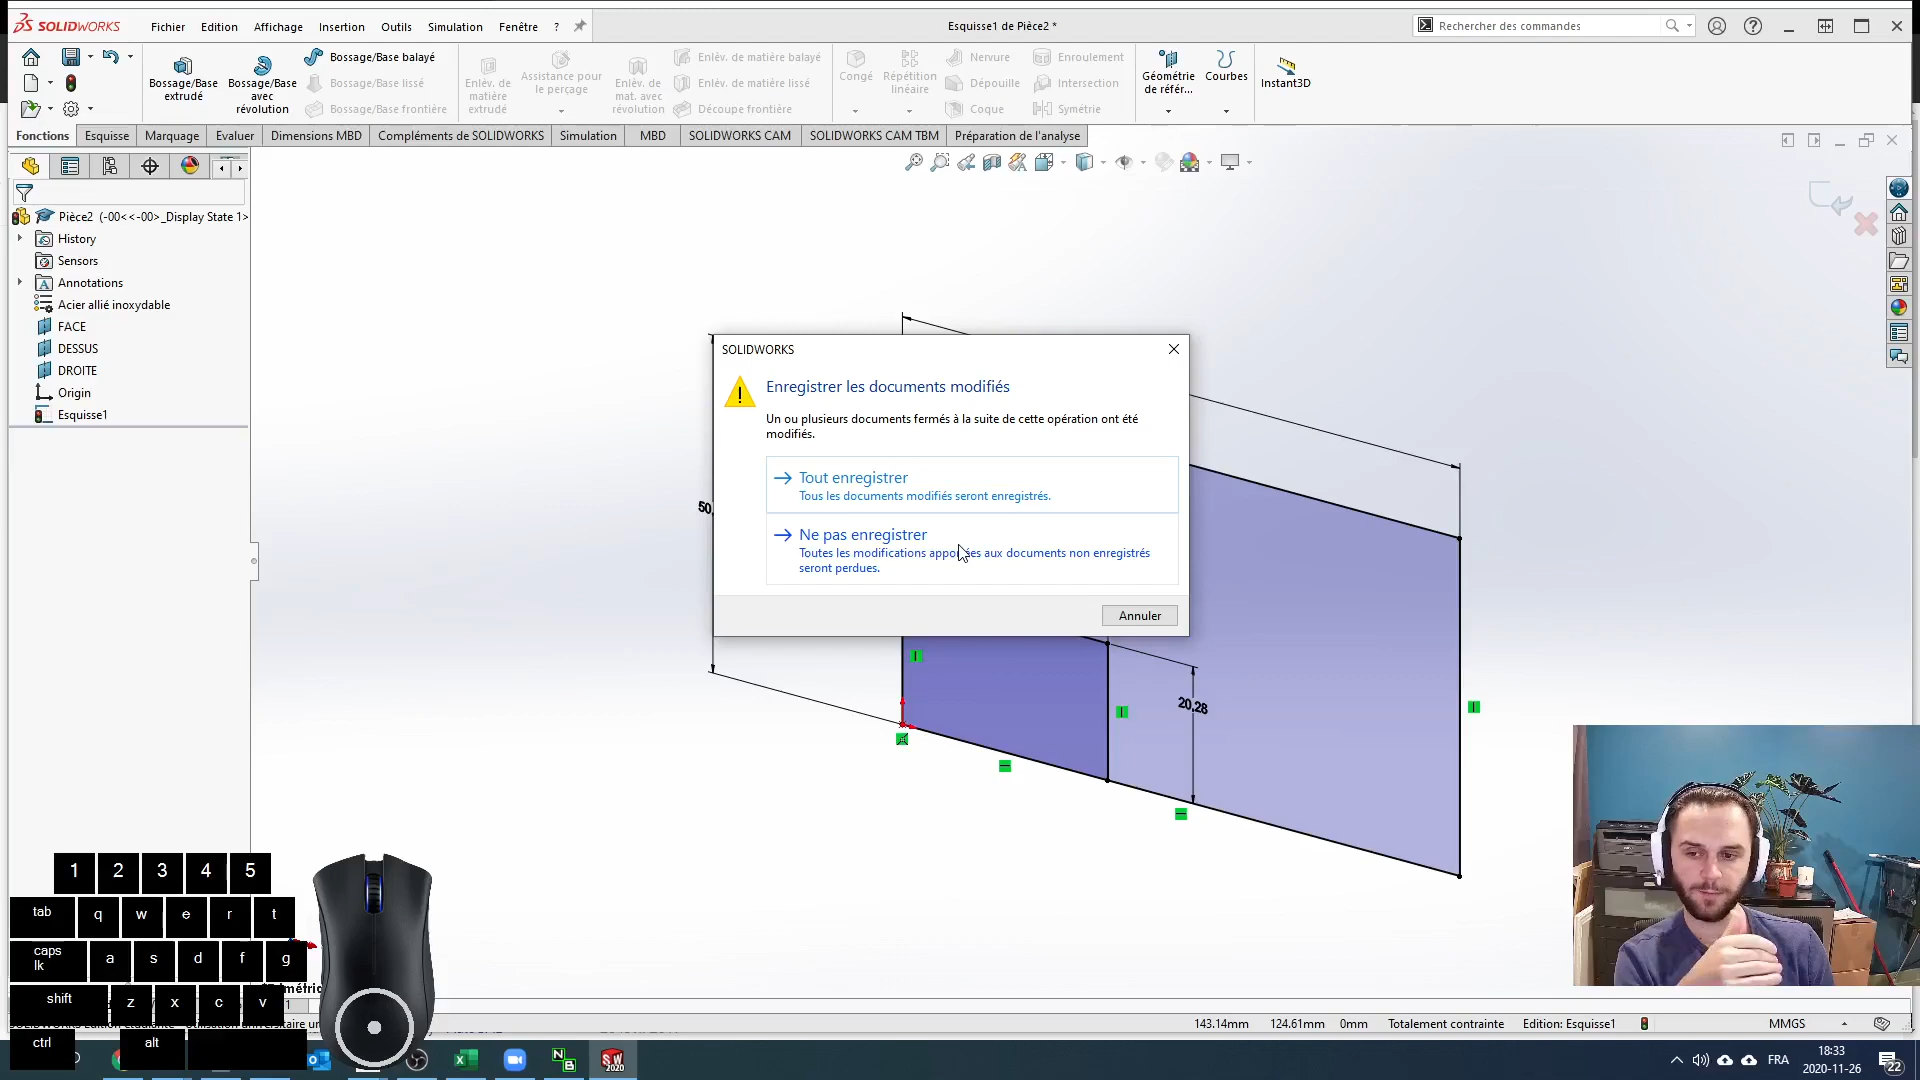 SOLIDWORKS
Fichier Edition Affichage Insertion Outils Simulation Fenêtre ?
Esquisse1 de Pièce2 *
Rechercher des commandes
Bossage/Base extrudé
Bossage/Base avec révolution
Bossage/Base balayé
Bossage/Base lissé
Bossage/Base frontière
Enlèv. de matière extrudé
Assistance pour le perçage
Enlèv. de mat. avec révolution
Enlèv. de matière balayé
Enlèv. de matière lissé
Découpe frontière
Congé
Répétition linéaire
Nervure
Dépouille
Coque
Enroulement
Intersection
Symétrie
Géométrie de référ...
Courbes
Instant3D
Fonctions Esquisse Marquage Evaluer Dimensions MBD Compléments de SOLIDWORKS Simulation MBD SOLIDWORKS CAM SOLIDWORKS CAM TBM Préparation de l'analyse
Pièce2 (-00<<-00>_Display State 1>
History
Sensors
Annotations
Acier allié inoxydable
FACE
DESSUS
DROITE
Origin
Esquisse1
SOLIDWORKS
Enregistrer les documents modifiés
Un ou plusieurs documents fermés à la suite de cette opération ont été
modifiés.
Tout enregistrer
Tous les documents modifiés seront enregistrés.
Ne pas enregistrer
Toutes les modifications apportées aux documents non enregistrés
seront perdues.
Annuler
50,
20,28
1 2 3 4 5
tab q w e r t
caps lk a s d f g
shift z x c v
ctrl alt
143.14mm 124.61mm 0mm Totalement contrainte Edition: Esquisse1 MMGS
FRA
18:33
2020-11-26
22